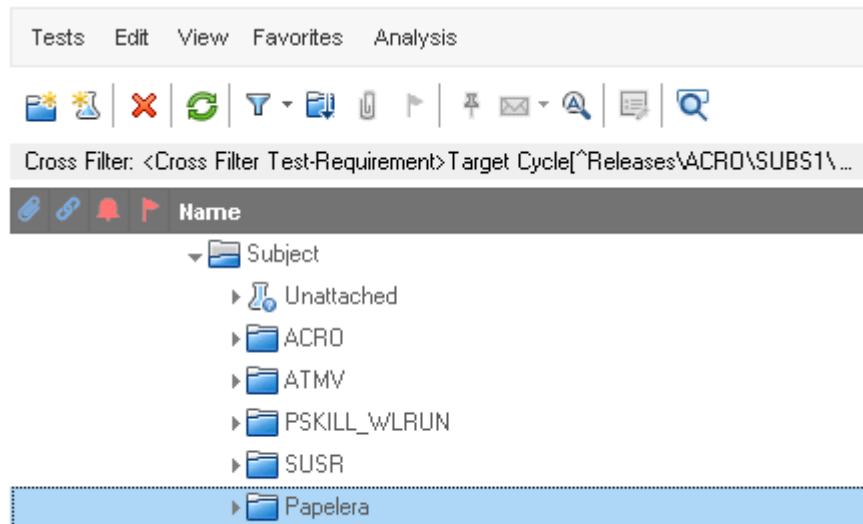 Tests Edit View Favorites Analysis
Cross Filter: <Cross Filter Test-Requirement>Target Cycle[^Releases\ACRO\SUBS1\...
Name
Subject
Unattached
ACRO
ATMV
PSKILL_WLRUN
SUSR
Papelera